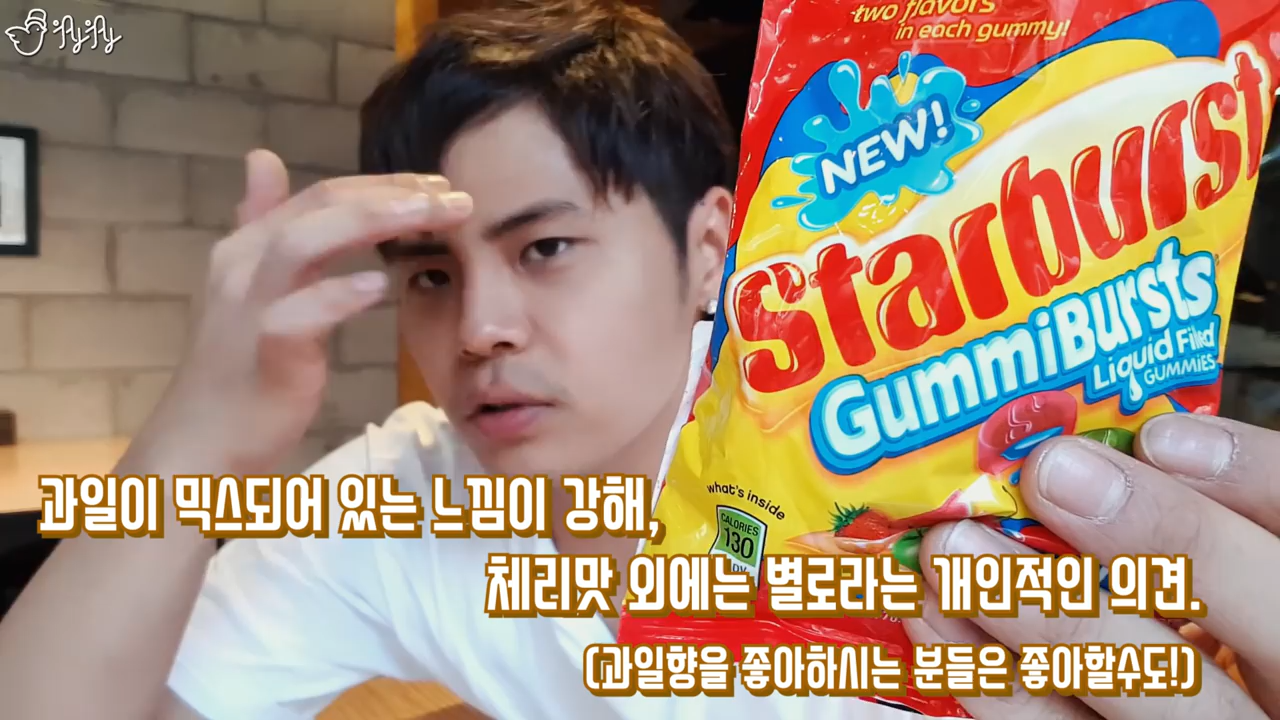 two flavors
in each gummy!
NEW!
Starburst
GummiBursts
Liquid Filled
GUMMIES
what's inside
CALORIES
130
DV
과일이 믹스되어 있는 느낌이 강해,
체리맛 외에는 별로라는 개인적인 의견.
(과일향을 좋아하시는 분들은 좋아할수도!)